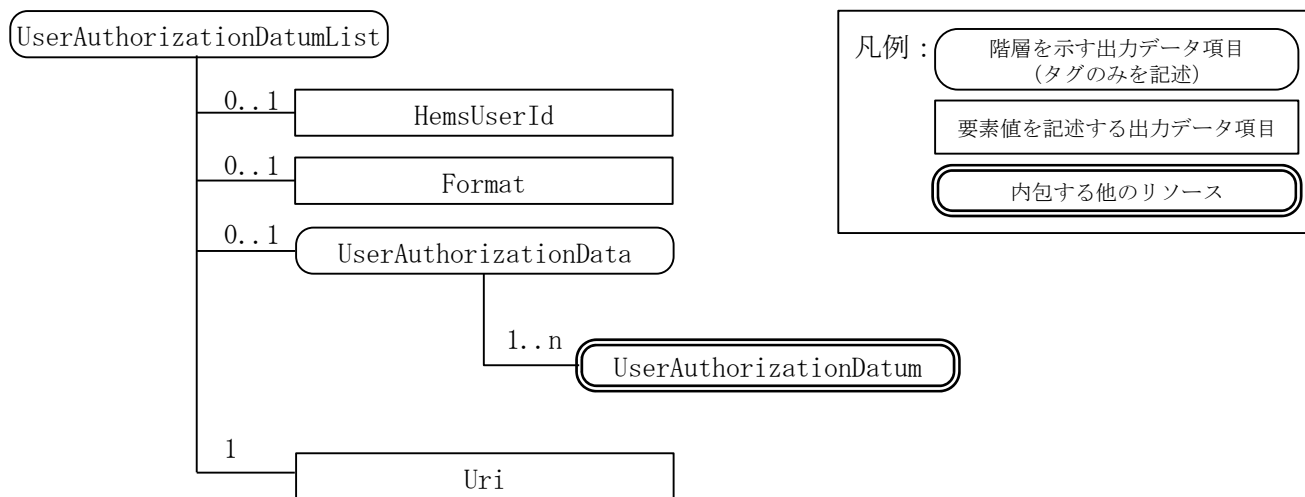 UserAuthorizationDatumList
0..1
HemsUserId
0..1
Format
0..1
UserAuthorizationData
1..n
UserAuthorizationDatum
1
Uri
凡例：
階層を示す出力データ項目
（タグのみを記述）
要素値を記述する出力データ項目
内包する他のリソース